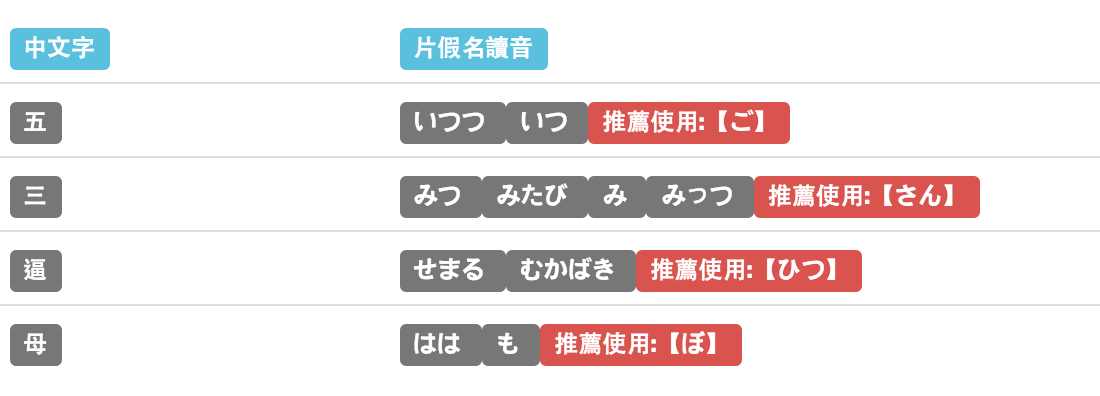 中文字 片假名讀音
五 いつつ いつ 推薦使用:【ご】
三 みつ みたび み みっつ 推薦使用:【さん】
逼 せまる むかばき 推薦使用:【ひつ】
母 はは も 推薦使用:【ぼ】